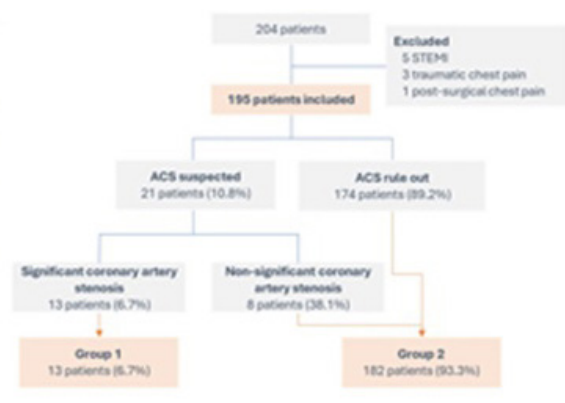 204 patients
Excluded
5 STEMI
3 traumatic chest pain
1 post-surgical chest pain
195 patients included
ACS suspected
21 patients (10.8%)
ACS rule out
174 patients (89.2%)
Significant coronary artery
stenosis
13 patients (6.7%)
Non-significant coronary
artery stenosis
8 patients (38.1%)
Group 1
13 patients (6.7%)
Group 2
182 patients (93.3%)